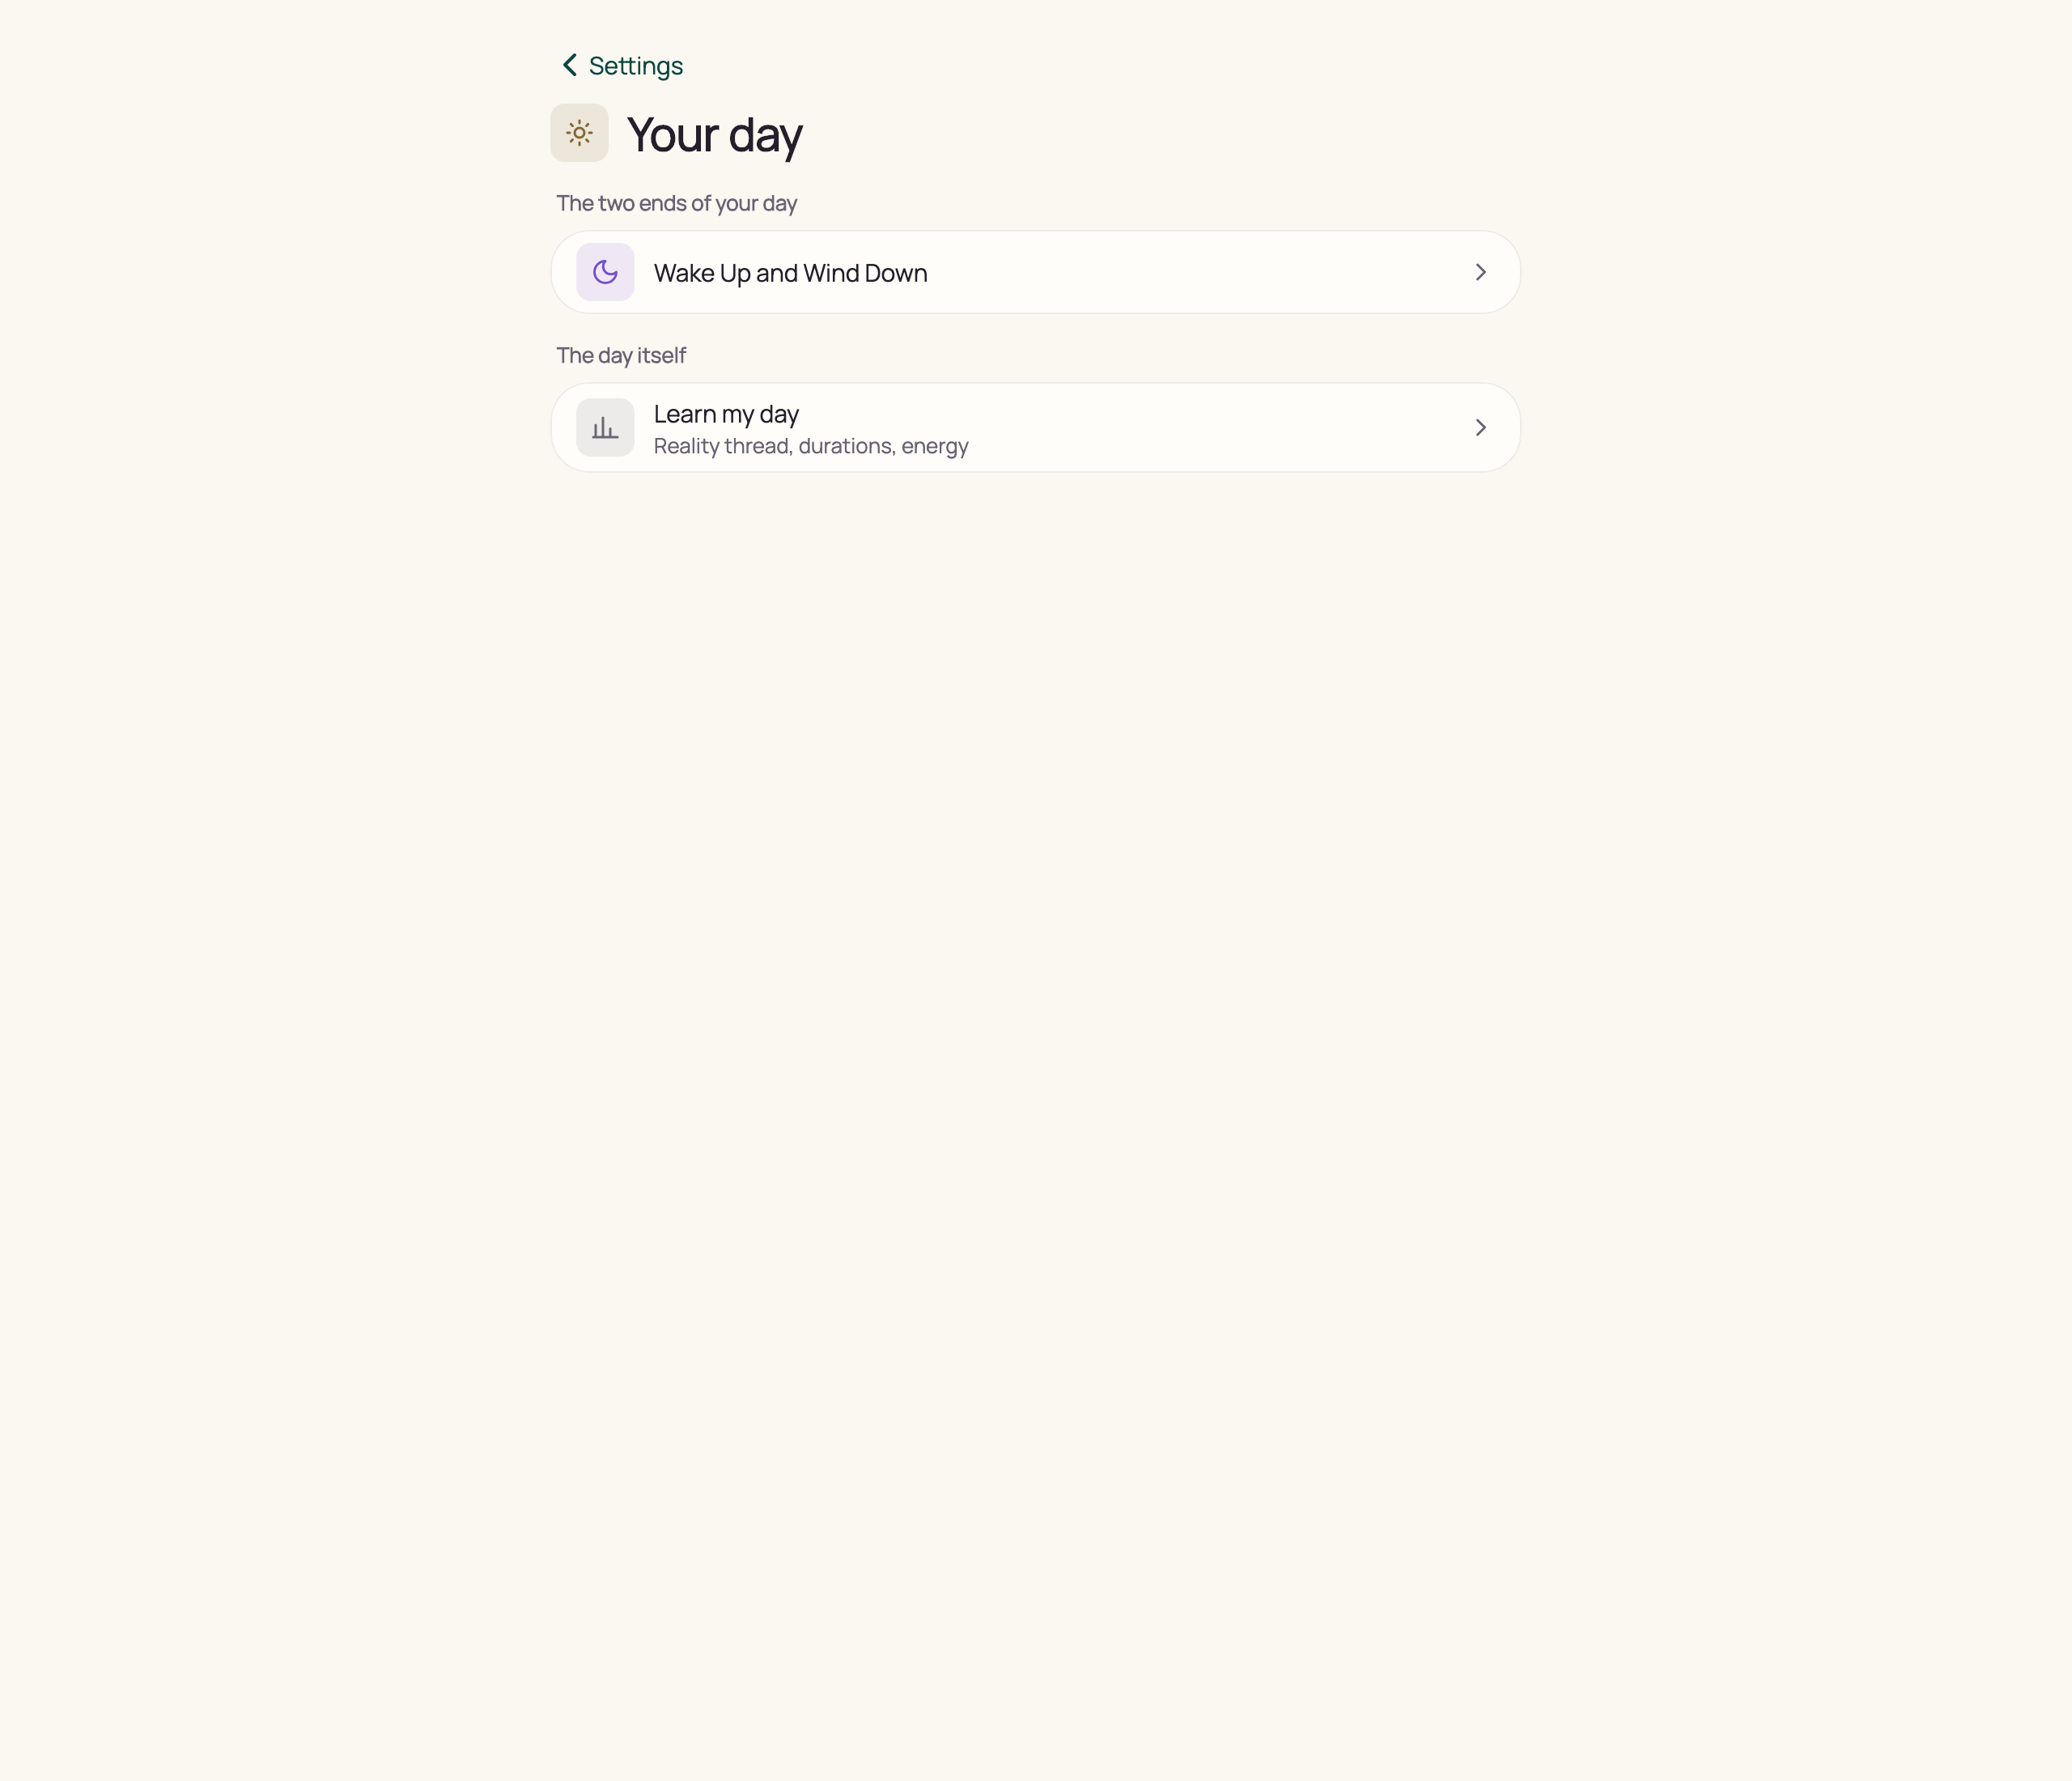 Settings
Your day
The two ends of your day
Wake Up and Wind Down
The day itself
Learn my day
Reality thread, durations, energy